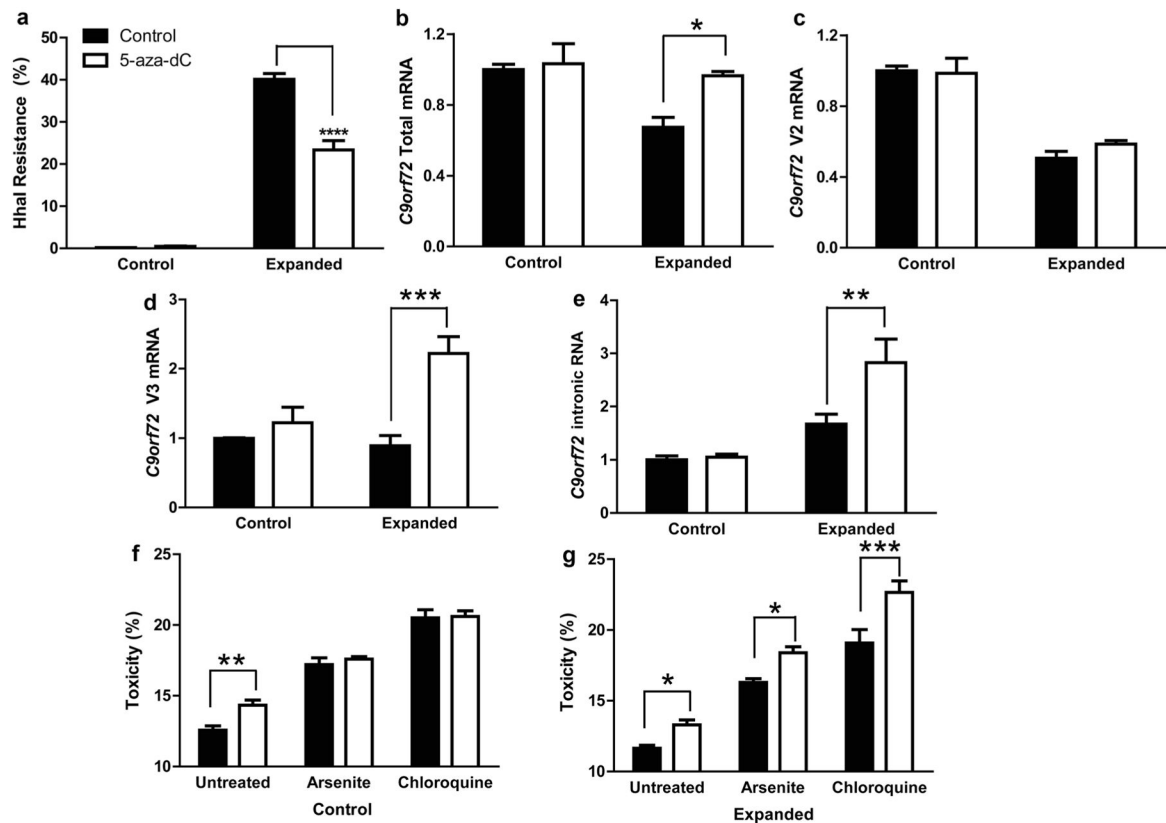 a
HhaI Resistance (%)
50
40
30
20
10
0
Control
5-aza-dC
****
Control
Expanded
b
C9orf72 Total mRNA
1.2
0.8
0.4
0.0
*
Control
Expanded
c
C9orf72 V2 mRNA
1.2
0.8
0.4
0.0
Control
Expanded
d
C9orf72 V3 mRNA
3
2
1
0
***
Control
Expanded
e
C9orf72 intronic RNA
4
3
2
1
0
**
Control
Expanded
f
Toxicity (%)
25
20
15
10
**
Untreated
Arsenite
Chloroquine
Control
g
Toxicity (%)
25
20
15
10
*
*
***
Untreated
Arsenite
Chloroquine
Expanded